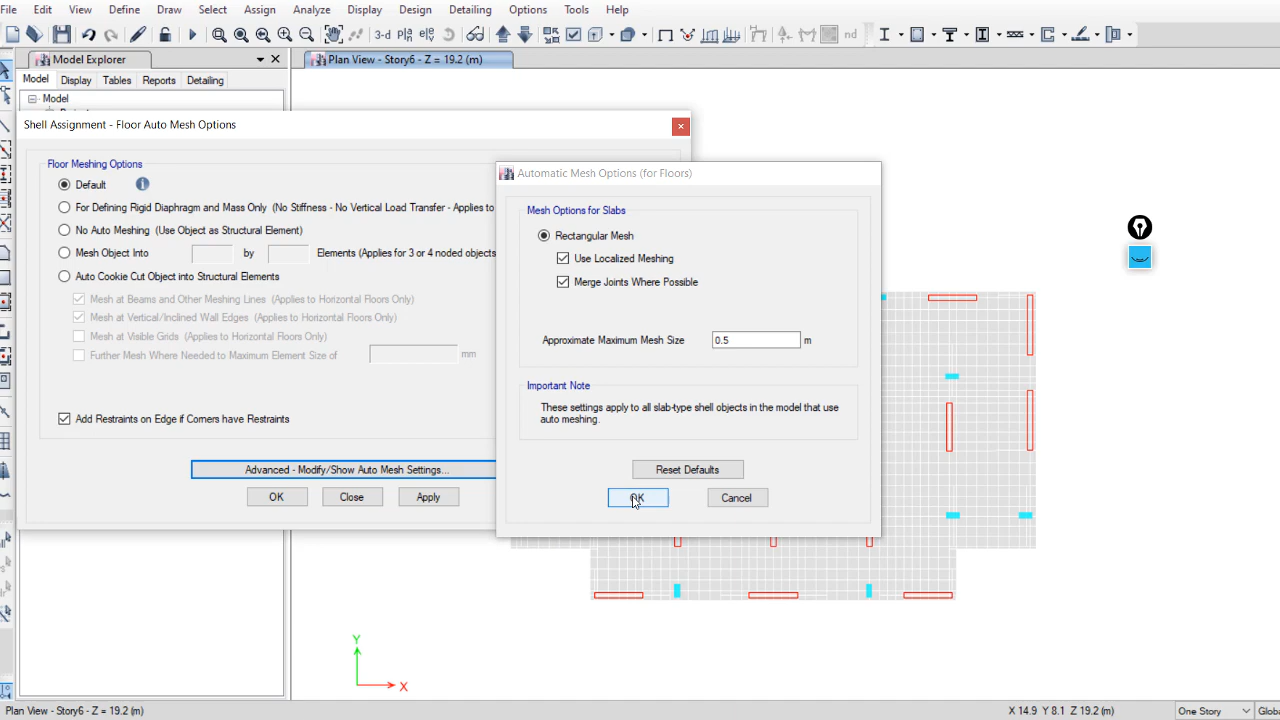 File Edit View Define Draw Select Assign Analyze Display Design Detailing Options Tools Help
3-d Plả elệ nd
Model Explorer
Plan View - Story6 - Z = 19.2 (m)
Model Display Tables Reports Detailing
Model
Shell Assignment - Floor Auto Mesh Options
Floor Meshing Options
Default
For Defining Rigid Diaphragm and Mass Only (No Stiffness - No Vertical Load Transfer - Applies to
No Auto Meshing (Use Object as Structural Element)
Mesh Object Into by Elements (Applies for 3 or 4 noded objects
Auto Cookie Cut Object into Structural Elements
Mesh at Beams and Other Meshing Lines (Applies to Horizontal Floors Only)
Mesh at Vertical/Inclined Wall Edges (Applies to Horizontal Floors Only)
Mesh at Visible Grids (Applies to Horizontal Floors Only)
Further Mesh Where Needed to Maximum Element Size of mm
Add Restraints on Edge if Corners have Restraints
Advanced - Modify/Show Auto Mesh Settings...
OK Close Apply
Automatic Mesh Options (for Floors)
Mesh Options for Slabs
Rectangular Mesh
Use Localized Meshing
Merge Joints Where Possible
Approximate Maximum Mesh Size 0.5 m
Important Note
These settings apply to all slab-type shell objects in the model that use
auto meshing.
Reset Defaults
OK Cancel
Y
X
Plan View - Story6 - Z = 19.2 (m) X 14.9 Y 8.1 Z 19.2 (m) One Story Globa